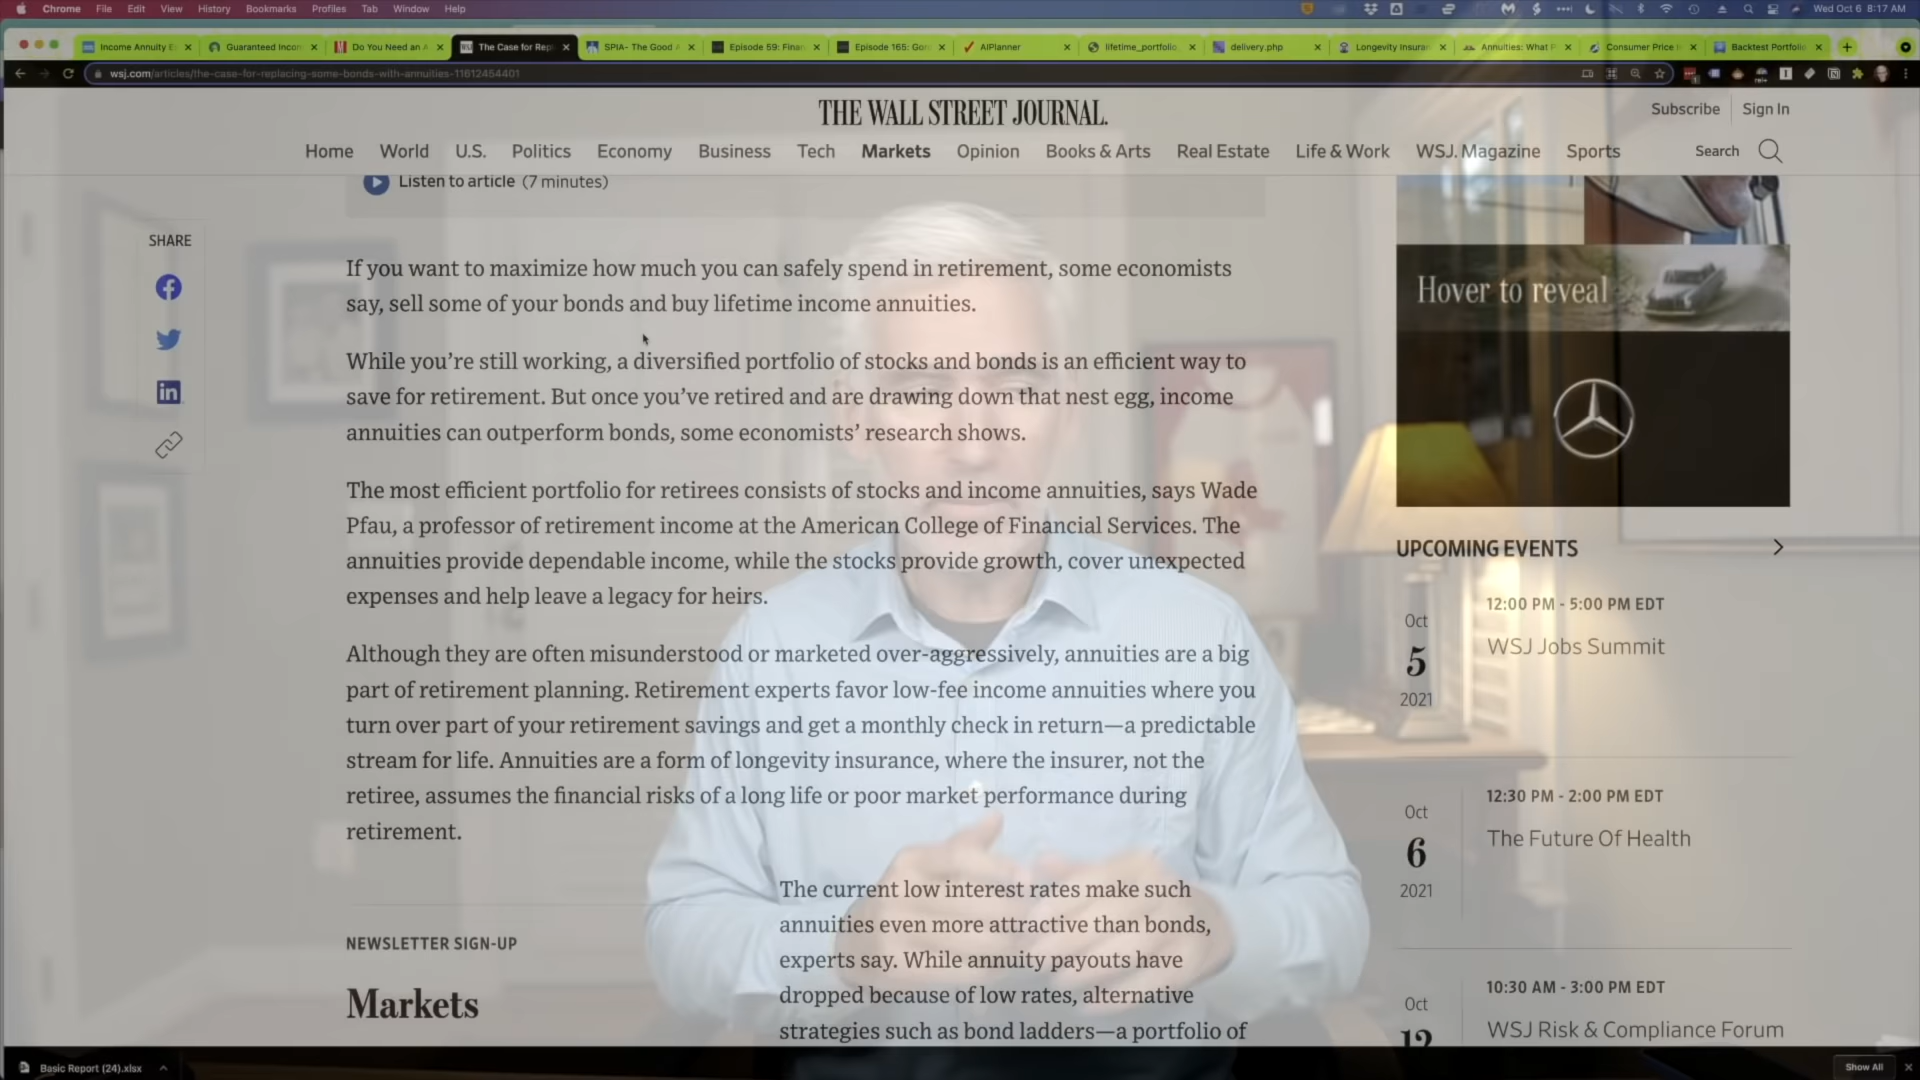 Chrome File Edit View History Bookmarks Profiles Tab Window Help
Wed Oct 6 8:17 AM
Income Annuity
Guaranteed Incom
Do You Need an
The Case for Repl
SPIA- The Good
Episode 59: Finan
Episode 165:
AIPlanner
lifetime_portfolio
delivery.php
Longevity Insuran
Annuities: What
Consumer Price
Backtest Portfolio
wsj.com/articles/the-case-for-replacing-some-bonds-with-annuities-11612454401
THE WALL STREET JOURNAL.
Subscribe Sign In
Home World U.S. Politics Economy Business Tech Markets Opinion Books & Arts Real Estate Life & Work WSJ. Magazine Sports Search
Listen to article (7 minutes)
SHARE
If you want to maximize how much you can safely spend in retirement, some economists
say, sell some of your bonds and buy lifetime income annuities.
While you’re still working, a diversified portfolio of stocks and bonds is an efficient way to
save for retirement. But once you’ve retired and are drawing down that nest egg, income
annuities can outperform bonds, some economists’ research shows.
The most efficient portfolio for retirees consists of stocks and income annuities, says Wade
Pfau, a professor of retirement income at the American College of Financial Services. The
annuities provide dependable income, while the stocks provide growth, cover unexpected
expenses and help leave a legacy for heirs.
Although they are often misunderstood or marketed over-aggressively, annuities are a big
part of retirement planning. Retirement experts favor low-fee income annuities where you
turn over part of your retirement savings and get a monthly check in return—a predictable
stream for life. Annuities are a form of longevity insurance, where the insurer, not the
retiree, assumes the financial risks of a long life or poor market performance during
retirement.
The current low interest rates make such
annuities even more attractive than bonds,
experts say. While annuity payouts have
dropped because of low rates, alternative
strategies such as bond ladders—a portfolio of
NEWSLETTER SIGN-UP
Markets
Hover to reveal
UPCOMING EVENTS
Oct
5
2021
12:00 PM - 5:00 PM EDT
WSJ Jobs Summit
Oct
6
2021
12:30 PM - 2:00 PM EDT
The Future Of Health
Oct
12
10:30 AM - 3:00 PM EDT
WSJ Risk & Compliance Forum
Basic Report (24).xlsx
Show All